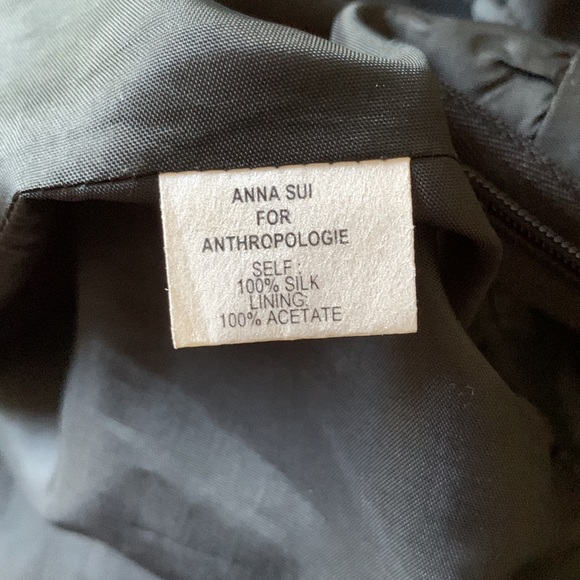 ANNA SUI
FOR
ANTHROPOLOGIE
SELF :
100% SILK
LINING:
100% ACETATE